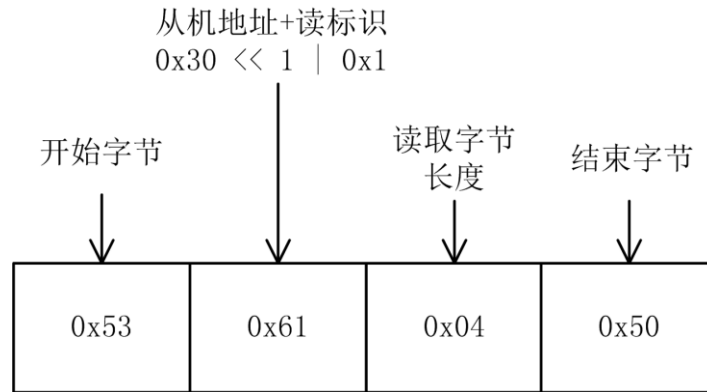 从机地址+读标识
0x30 << 1 | 0x1
开始字节
读取字节
长度
结束字节
0x53
0x61
0x04
0x50